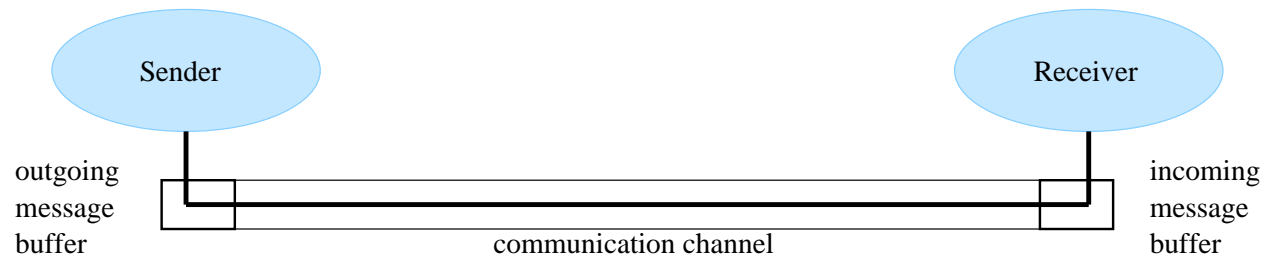 Sender
Receiver
outgoing
message
buffer
communication channel
incoming
message
buffer